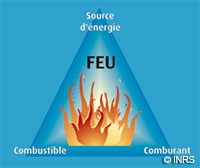 Source
d'énergie
FEU
Combustible
Comburant
© INRS